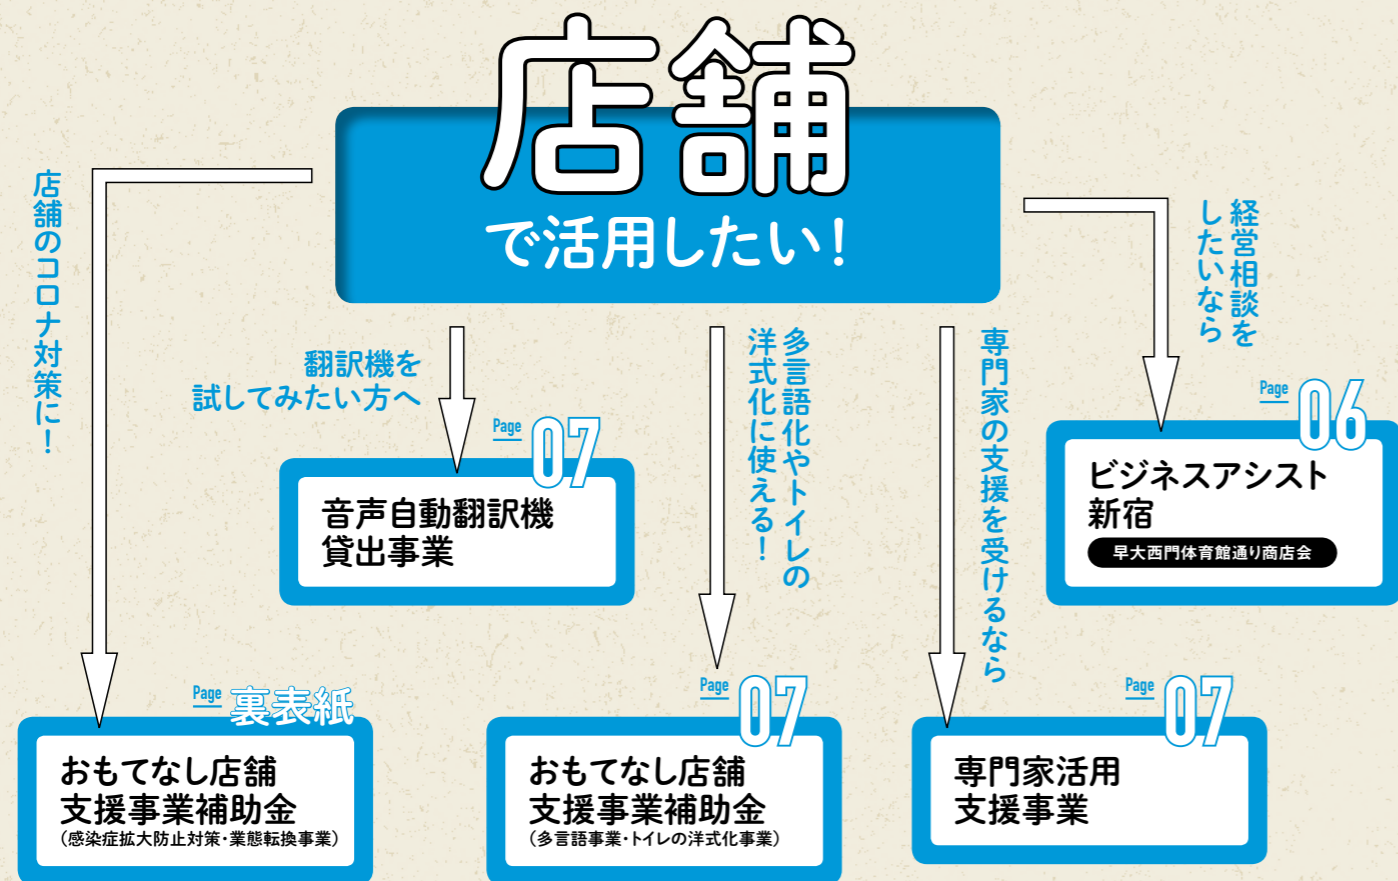 店舗
で活用したい！
店舗のコロナ対策に！
Page 裏表紙
おもてなし店舗
支援事業補助金
（感染症拡大防止対策・業態転換事業）
翻訳機を
試してみたい方へ
Page 07
音声自動翻訳機
貸出事業
多言語化やトイレの
洋式化に使える！
Page 07
おもてなし店舗
支援事業補助金
（多言語事業・トイレの洋式化事業）
専門家の支援を受けるなら
Page 07
専門家活用
支援事業
経営相談を
したいなら
Page 06
ビジネスアシスト
新宿
早大西門体育館通り商店会